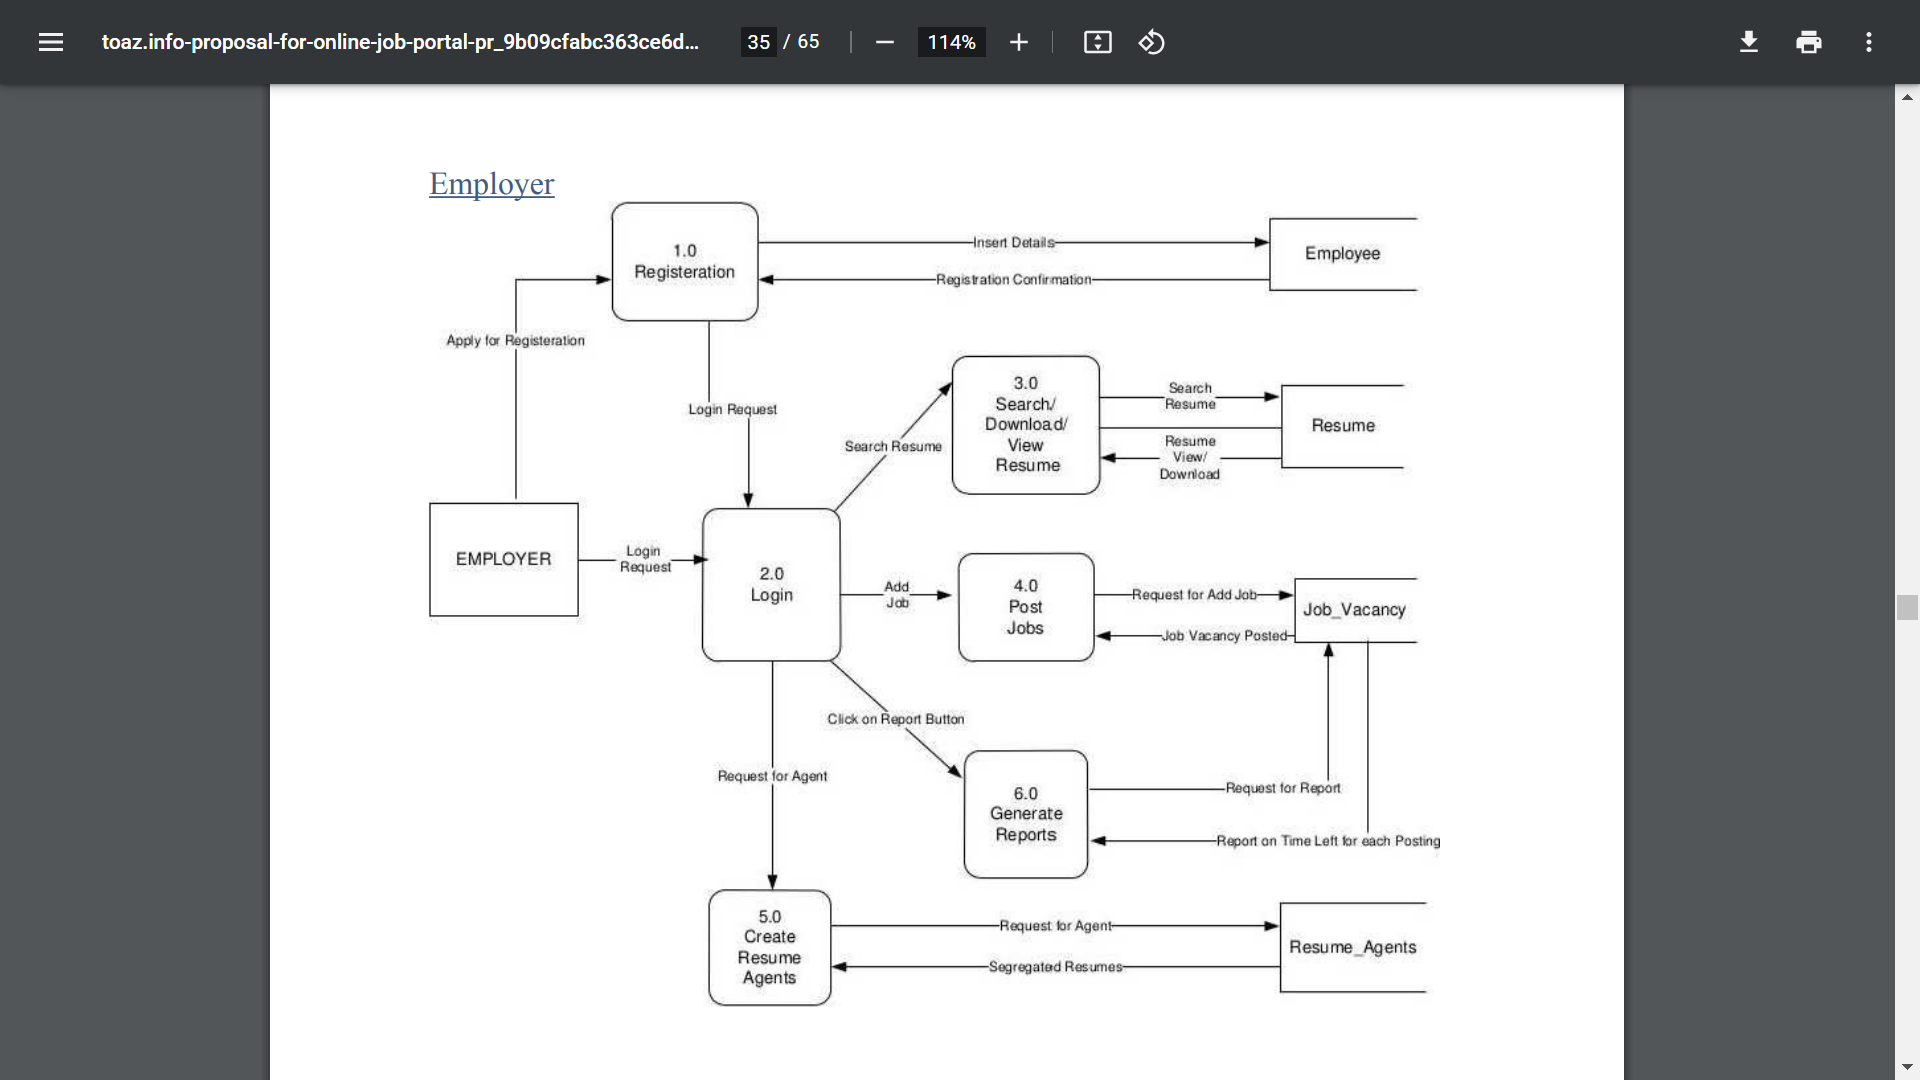 toaz.info-proposal-for-online-job-portal-pr_9b09cfabc363ce6d...
35 / 65
114%
Employer
1.0
Registeration
Insert Details
Registration Confirmation
Employee
Apply for Registeration
Login Request
3.0
Search/
Download/
View
Resume
Search
Resume
Resume
View/
Download
Resume
Search Resume
EMPLOYER
Login
Request
2.0
Login
Add
Job
4.0
Post
Jobs
Request for Add Job
Job Vacancy Posted
Job_Vacancy
Click on Report Button
Request for Agent
6.0
Generate
Reports
Request for Report
Report on Time Left for each Posting
5.0
Create
Resume
Agents
Request for Agent
Segregated Resumes
Resume_Agents